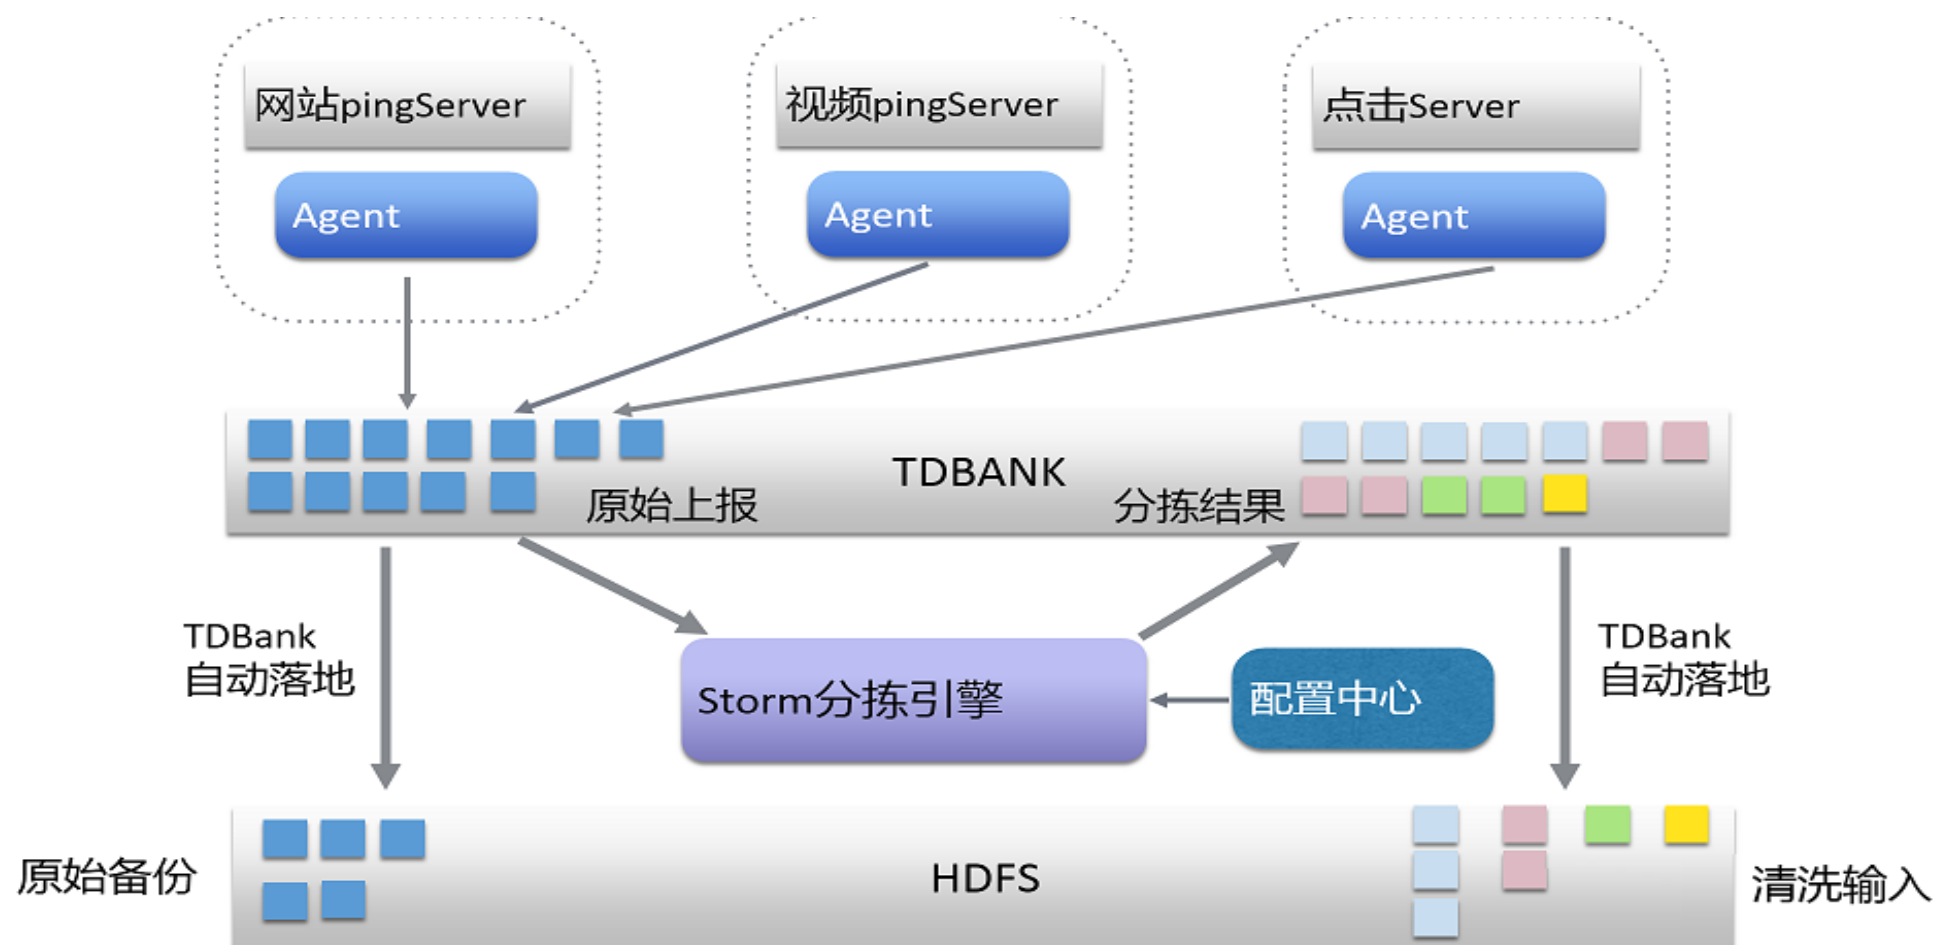 网站pingServer
视频pingServer
点击Server
Agent
Agent
Agent
TDBANK
原始上报
分拣结果
TDBank
自动落地
TDBank
自动落地
Storm分拣引擎
配置中心
原始备份
HDFS
清洗输入